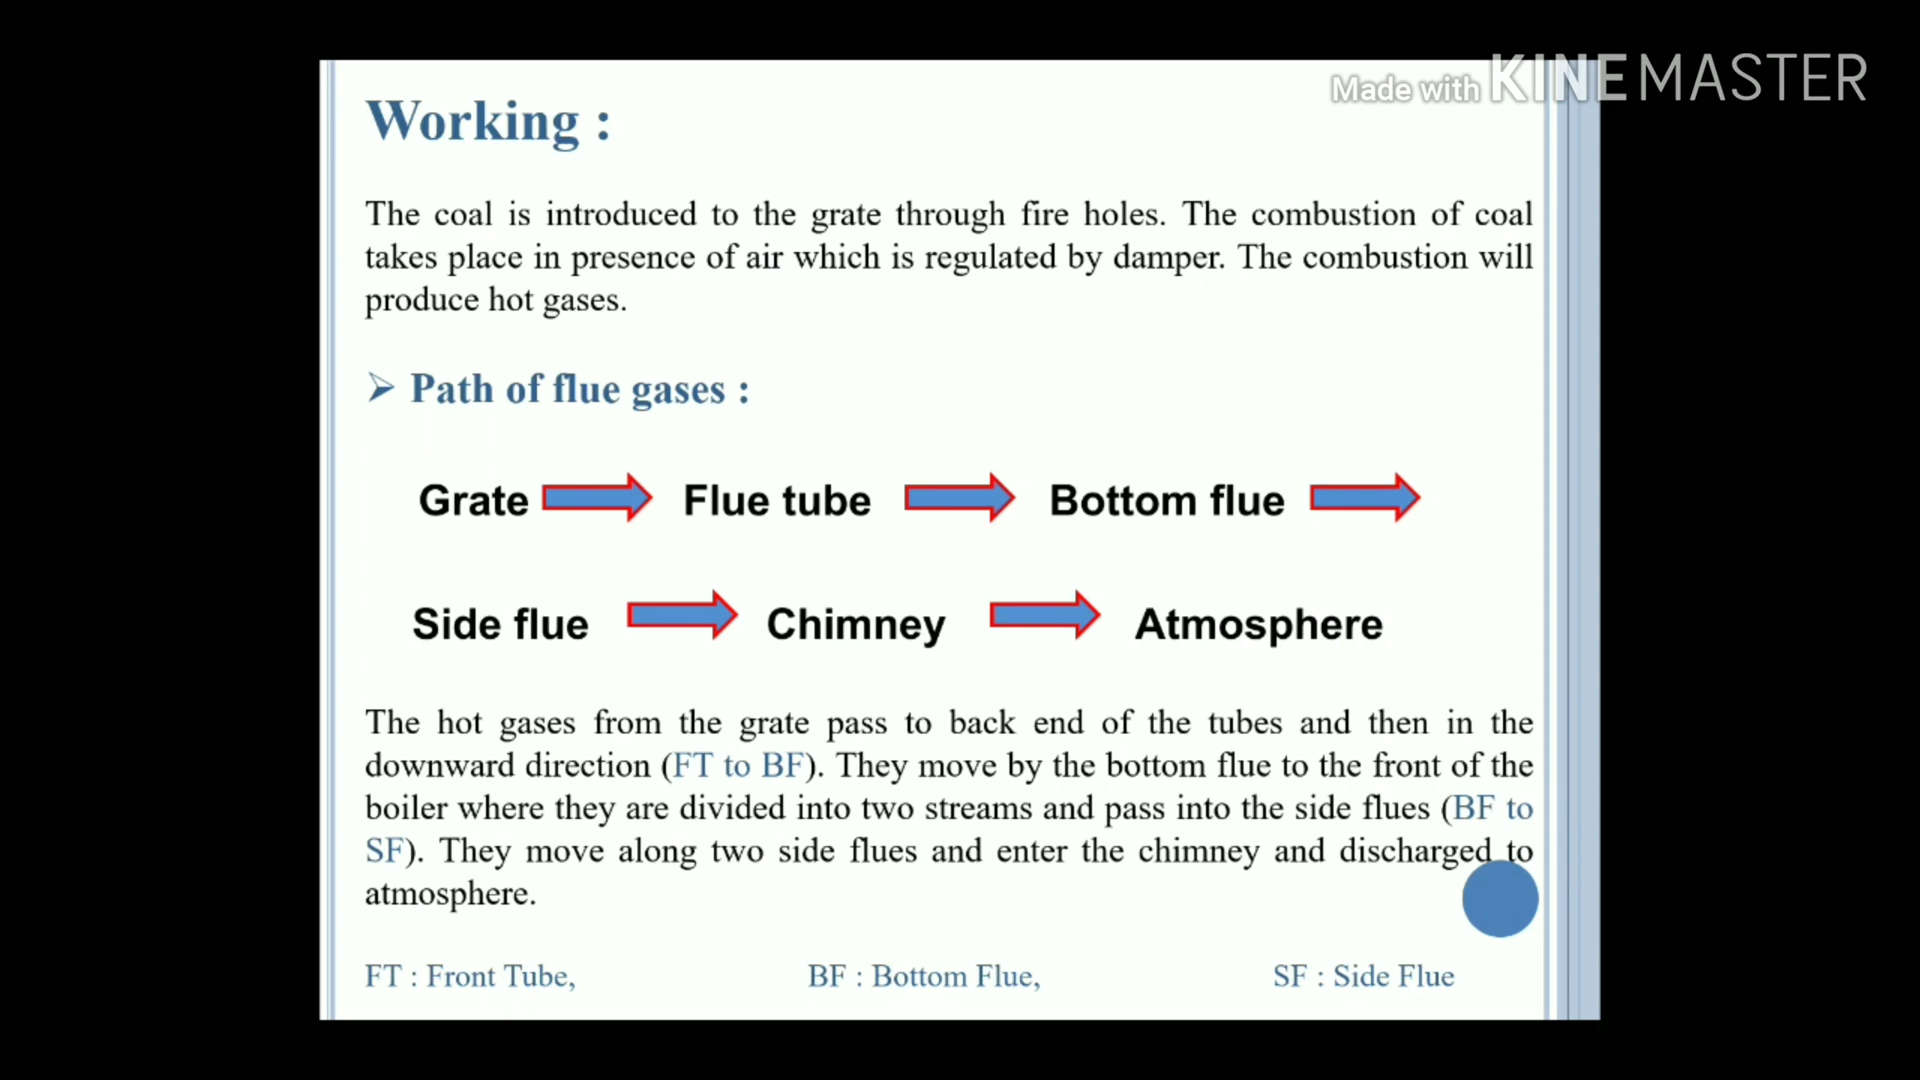 Made with KINEMASTER
Working :
The coal is introduced to the grate through fire holes. The combustion of coal
takes place in presence of air which is regulated by damper. The combustion will
produce hot gases.
Path of flue gases :
Grate Flue tube Bottom flue
Side flue Chimney Atmosphere
The hot gases from the grate pass to back end of the tubes and then in the
downward direction (FT to BF). They move by the bottom flue to the front of the
boiler where they are divided into two streams and pass into the side flues (BF to
SF). They move along two side flues and enter the chimney and discharged to
atmosphere.
FT : Front Tube, BF : Bottom Flue, SF : Side Flue